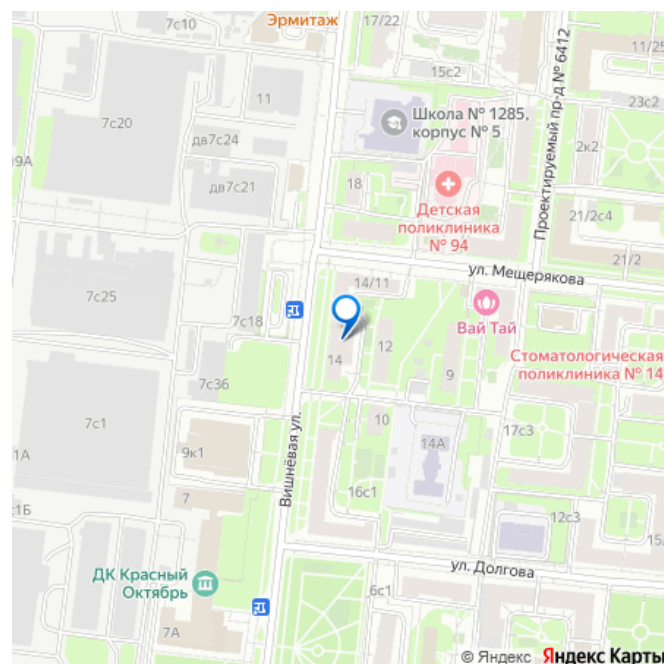 7с10
Эрмитаж
17/22
11/25
15с2
7с20
11
Школа № 1285,
корпус № 5
23с2
Проектируемый пр-д № 6412
дв7с24
2к2
19А
дв7с21
18
Детская
поликлиника
№ 94
21/2с4
21/2
ул. Мещерякова
14/11
7с25
7с18
Вай Тай
14
12
Стоматологическая
поликлиника № 14
9
7с36
7с1
10
17с3
14А
9к1
1А
Вишнёвая ул.
16с1
7
1Б
12с3
15/
ул. Долгова
ДК Красный
Октябрь
6с1
7А
© Яндекс Яндекс Карты